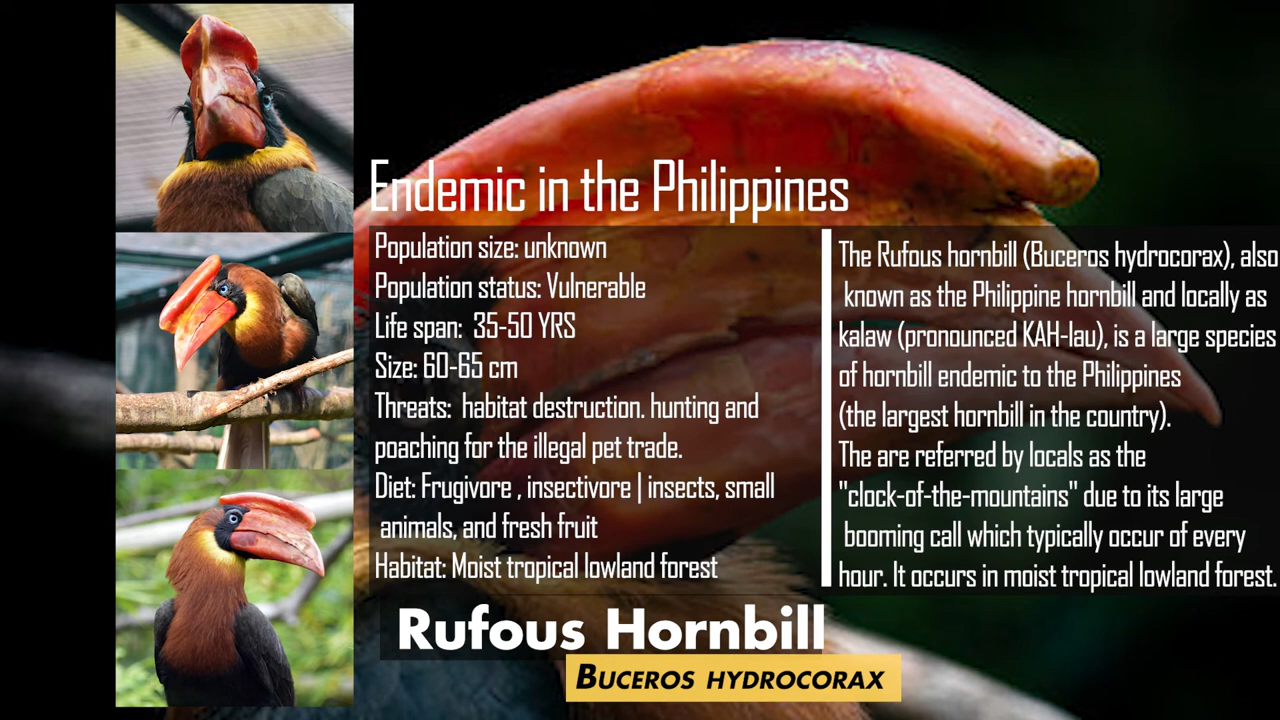 Endemic in the Philippines
Population size: unknown
Population status: Vulnerable
Life span: 35-50 YRS
Size: 60-65 cm
Threats: habitat destruction. hunting and
poaching for the illegal pet trade.
Diet: Frugivore , insectivore | insects, small
animals, and fresh fruit
Habitat: Moist tropical lowland forest
The Rufous hornbill (Buceros hydrocorax), also
known as the Philippine hornbill and locally as
kalaw (pronounced KAH-lau), is a large species
of hornbill endemic to the Philippines
(the largest hornbill in the country).
The are referred by locals as the
"clock-of-the-mountains" due to its large
booming call which typically occur of every
hour. It occurs in moist tropical lowland forest.
Rufous Hornbill
BUCEROS HYDROCORAX